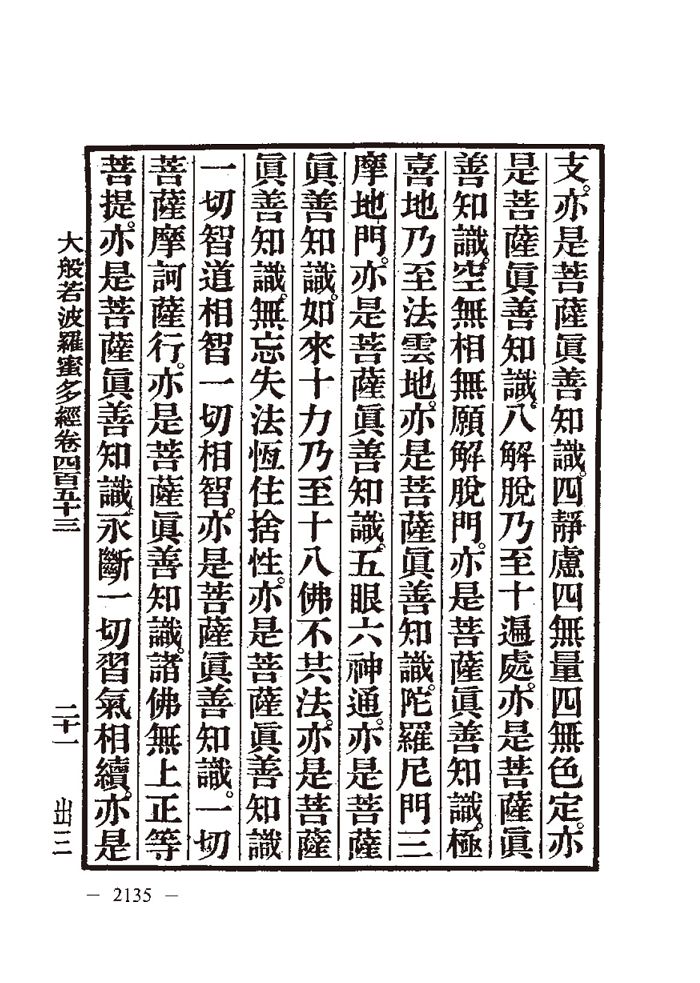 支亦是菩薩眞善知識。四靜慮四無量四無色定。亦
是菩薩眞善知識。八解脫乃至十遍處。亦是菩薩眞
善知識。空無相無願解脫門。亦是菩薩眞善知識。極
喜地乃至法雲地。亦是菩薩眞善知識。陀羅尼門三
摩地門。亦是菩薩眞善知識。五眼六神通。亦是菩薩
眞善知識。如來十力乃至十八佛不共法。亦是菩薩
眞善知識。無忘失法恆住捨性。亦是菩薩眞善知識
一切智道相智一切相智。亦是菩薩眞善知識。一切
菩薩摩訶薩行。亦是菩薩眞善知識。諸佛無上正等
菩提。亦是菩薩眞善知識。永斷一切習氣相續。亦是
大般若波羅蜜多經卷四百五十三 二十一 出三
— 2135 —